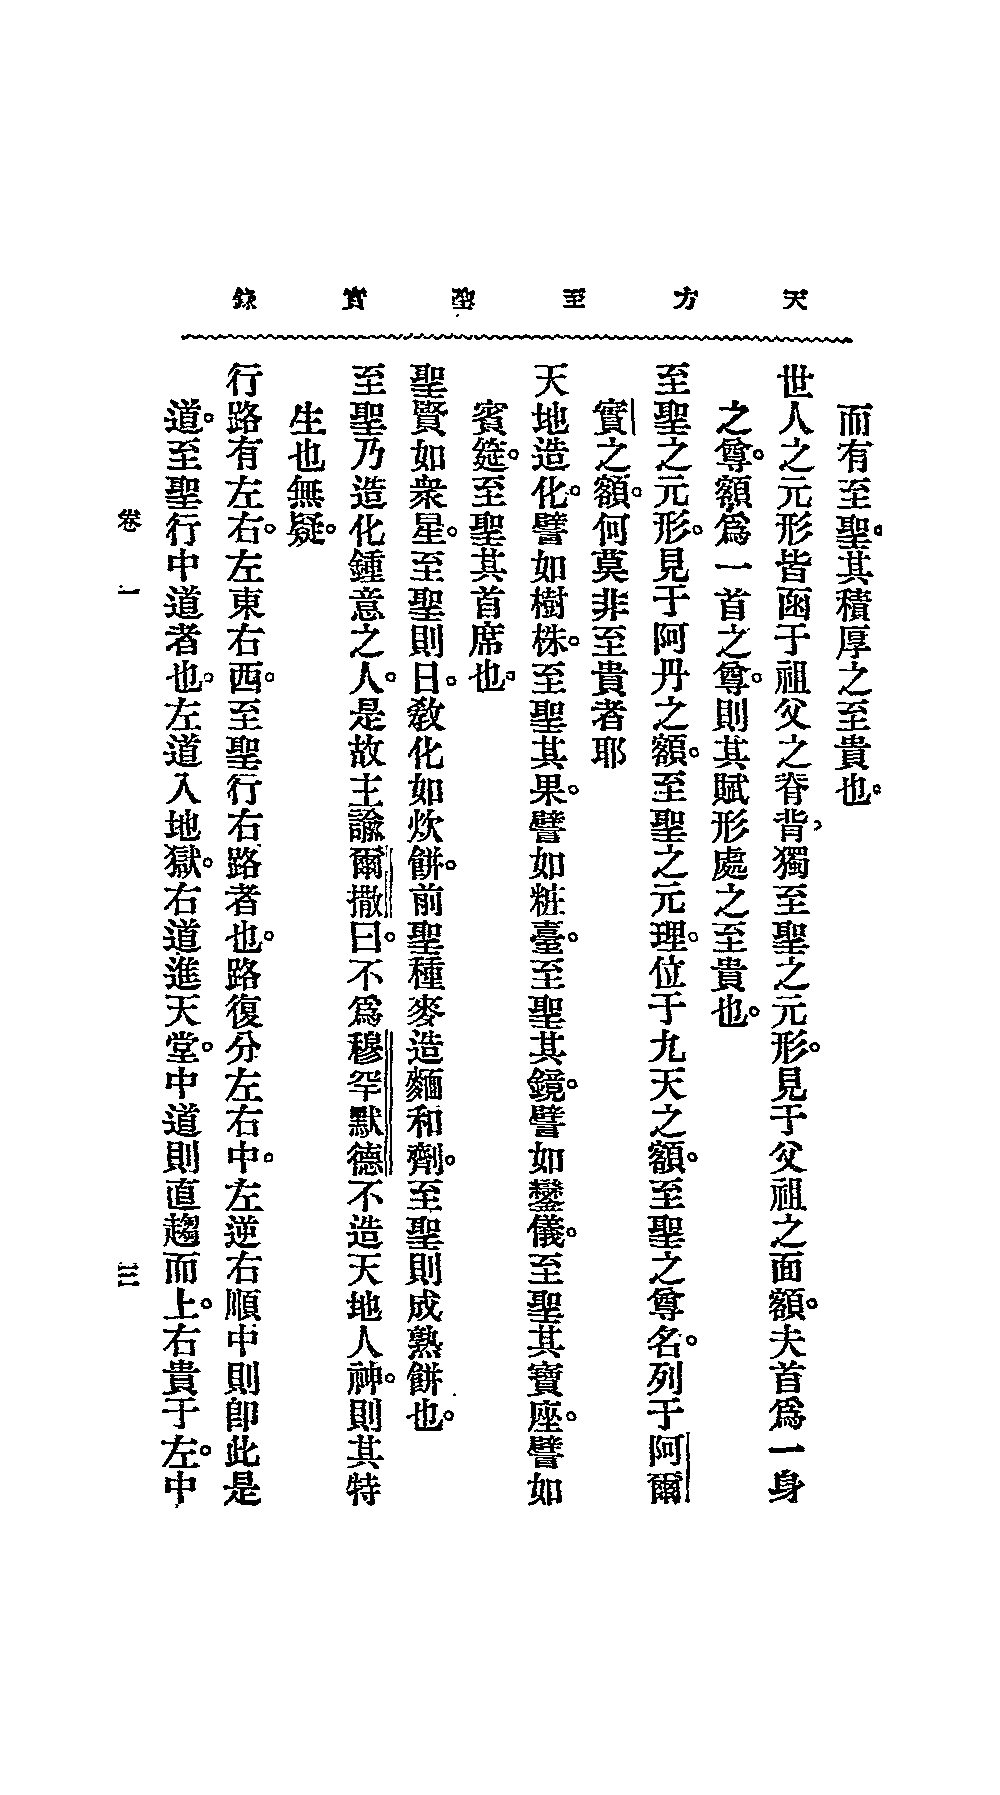 天方至聖實錄
而有至聖。其積厚之至貴也。
世人之元形皆函于祖父之脊背，獨至聖之元形。見于父祖之面額。夫首爲一身
之尊。額爲一首之尊。則其賦形處之至貴也。
至聖之元形。見于阿丹之額。至聖之元理。位于九天之額。至聖之尊名。列于阿爾
實之額。何莫非至貴者耶
天地造化。譬如樹株。至聖其果。譬如粧臺。至聖其鏡。譬如鑾儀。至聖其寶座。譬如
賓筵。至聖其首席也。
聖賢如衆星。至聖則日。敎化如炊餅。前聖種麥造麵和劑。至聖則成熟餅也。
至聖乃造化鍾意之人。是故主諭爾撒曰。不爲穆罕默德不造天地人神。則其特
生也無疑。
行路有左右。左東右西。至聖行右路者也。路復分左右中。左逆右順中則卽此是
道。至聖行中道者也。左道入地獄。右道進天堂。中道則直趨而上。右貴于左。中
卷一
三